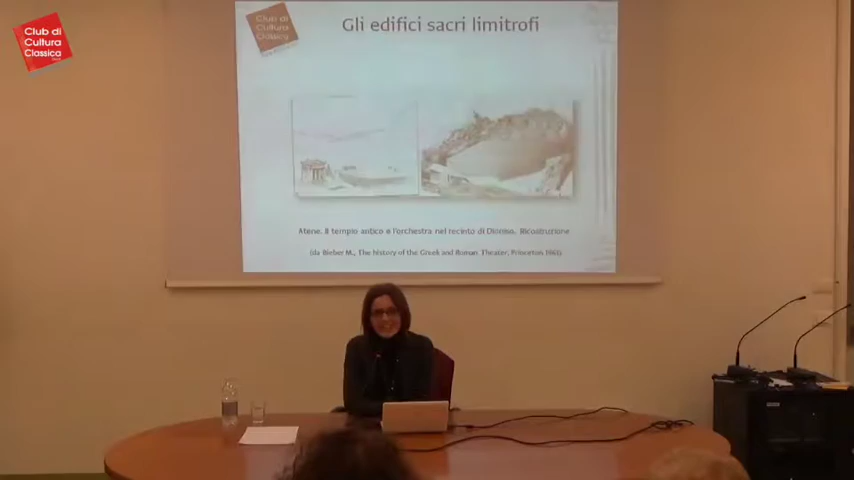 Club di
Cultura
Classica
Club di
Cultura
Classica
Gli edifici sacri limitrofi
Atene. Il tempio antico e l'orchestra nel recinto di Dioniso. Ricostruzione
(da Bieber M., The history of the Greek and Roman Theater, Princeton 1961)